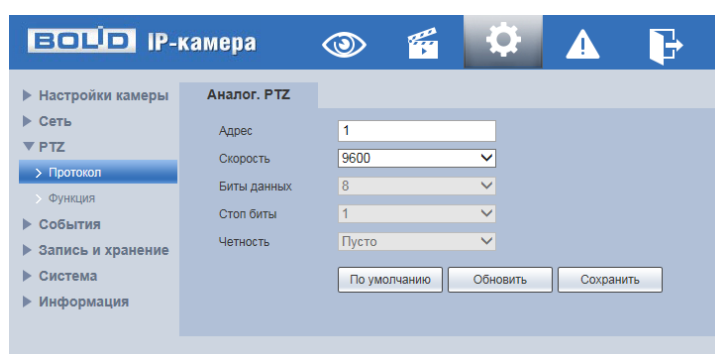 BOLID IP-камера
Настройки камеры
Сеть
PTZ
Протокол
Функция
События
Запись и хранение
Система
Информация
Аналог. PTZ
Адрес 1
Скорость 9600
Биты данных 8
Стоп биты 1
Четность Пусто
По умолчанию Обновить Сохранить